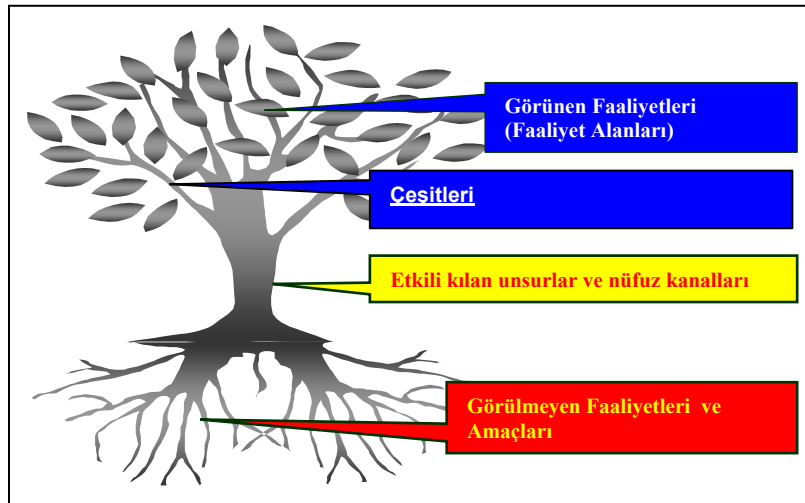 Görünen Faaliyetleri
(Faaliyet Alanları)
Çeşitleri
Etkili kılan unsurlar ve nüfuz kanalları
Görülmeyen Faaliyetleri ve
Amaçları